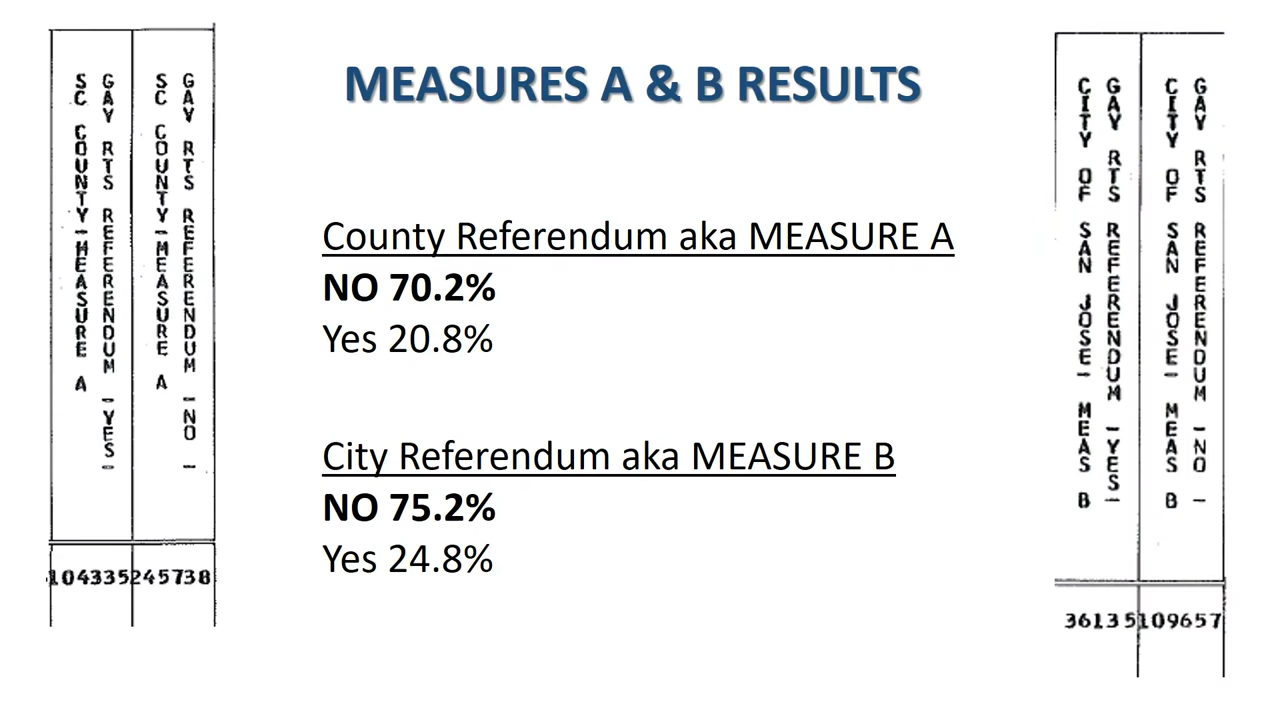 SC COUNTY-MEASURE A
GAY RTS REFERENDUM -YES-
SC COUNTY-MEASURE A
GAY RTS REFERENDUM -NO -
104335
245738
MEASURES A & B RESULTS
County Referendum aka MEASURE A
NO 70.2%
Yes 20.8%
City Referendum aka MEASURE B
NO 75.2%
Yes 24.8%
CITY OF SAN JOSE- MEAS B
GAY RTS REFERENDUM -YES-
CITY OF SAN JOSE- MEAS B
GAY RTS REFERENDUM -NO -
36135
109657